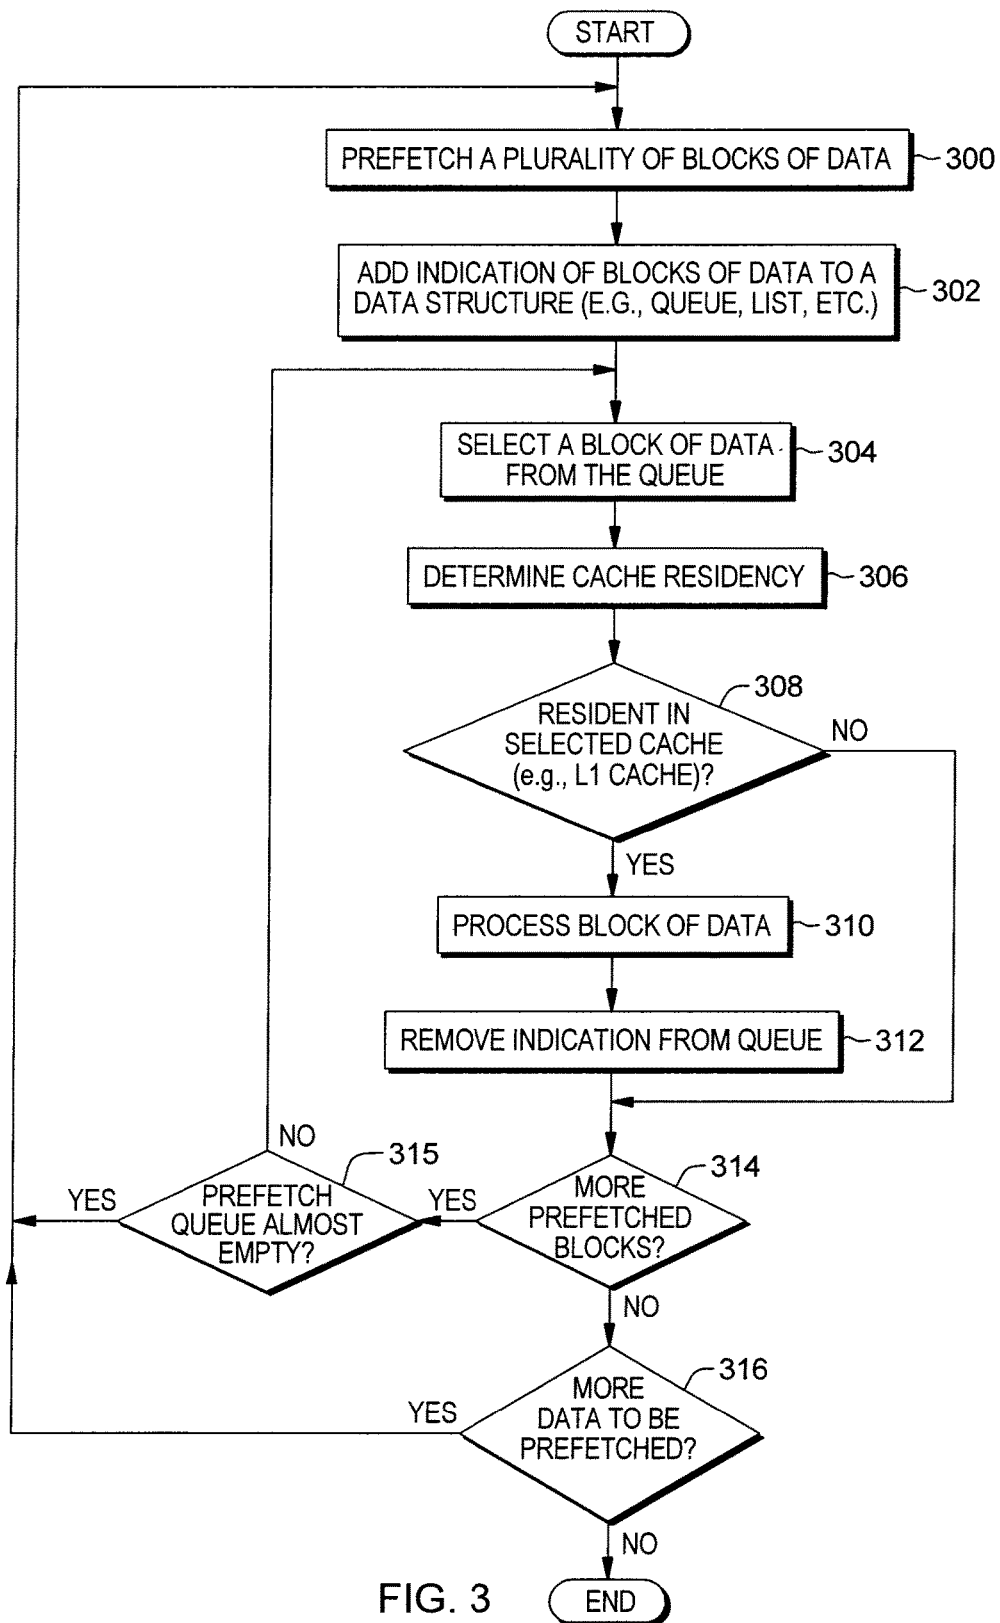 START
PREFETCH A PLURALITY OF BLOCKS OF DATA
300
ADD INDICATION OF BLOCKS OF DATA TO A
DATA STRUCTURE (E.G., QUEUE, LIST, ETC.)
302
SELECT A BLOCK OF DATA
FROM THE QUEUE
304
DETERMINE CACHE RESIDENCY
306
308
RESIDENT IN
SELECTED CACHE
(e.g., L1 CACHE)?
NO
YES
PROCESS BLOCK OF DATA
310
REMOVE INDICATION FROM QUEUE
312
NO
315
YES
PREFETCH
QUEUE ALMOST
EMPTY?
YES
314
MORE
PREFETCHED
BLOCKS?
NO
316
YES
MORE
DATA TO BE
PREFETCHED?
NO
END
FIG. 3